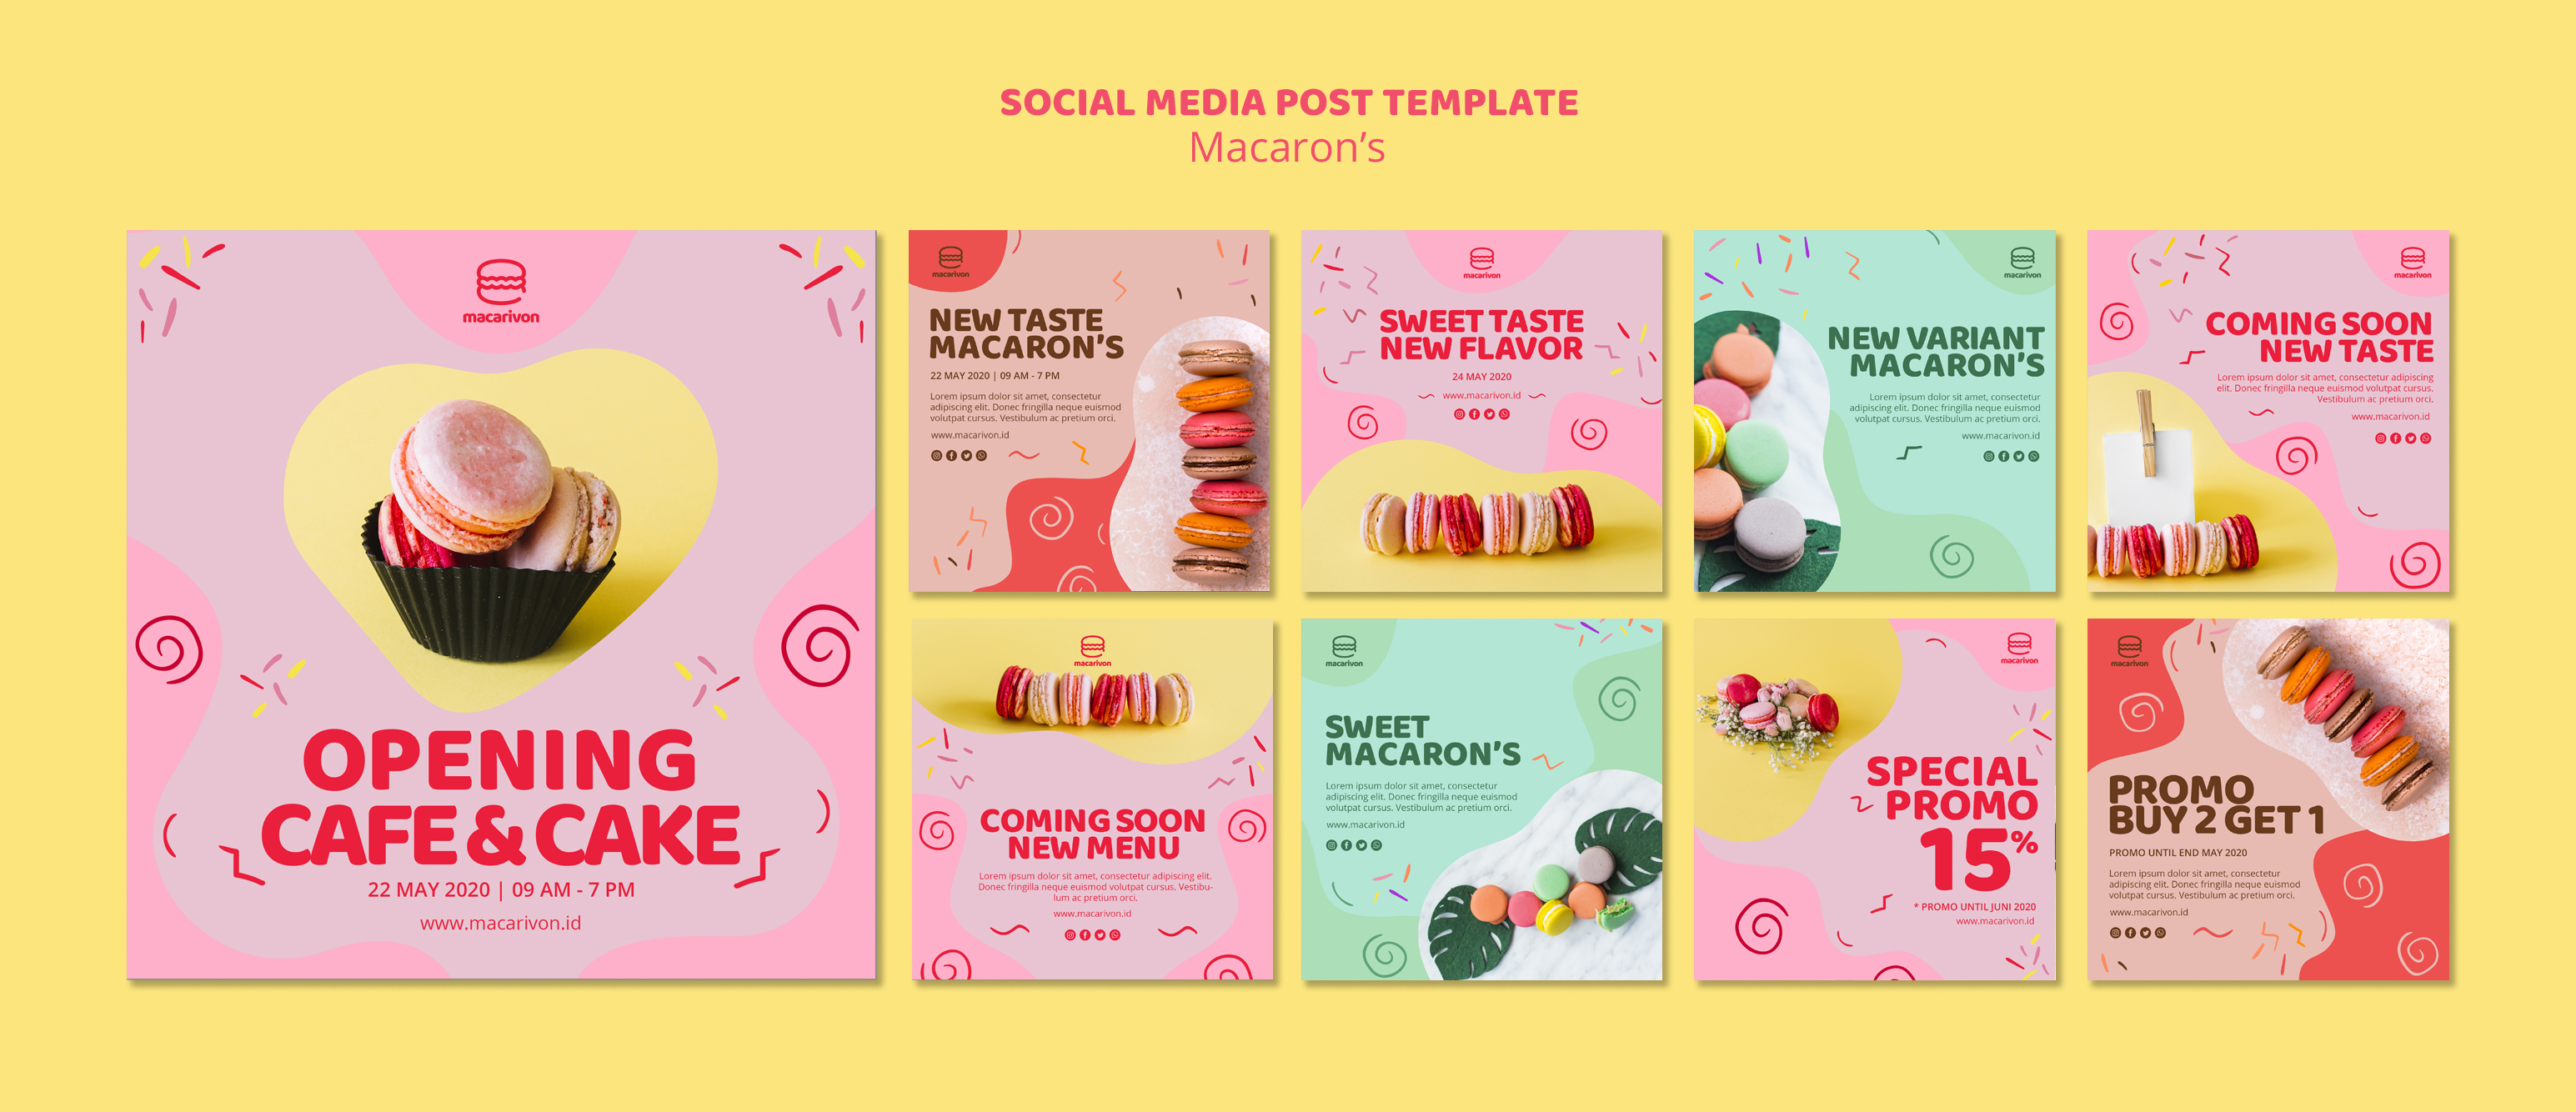 SOCIAL MEDIA POST TEMPLATE
Macaron's
macarivon
OPENING
CAFE & CAKE
22 MAY 2020 | 09 AM - 7 PM
www.macarivon.id
macarivon
NEW TASTE
MACARON'S
22 MAY 2020 | 09 AM - 7 PM
Lorem ipsum dolor sit amet, consectetur
adipiscing elit. Donec fringilla neque euismod
volutpat cursus. Vestibulum ac pretium orci.
www.macarivon.id
macarivon
SWEET TASTE
NEW FLAVOR
24 MAY 2020
www.macarivon.id
macarivon
NEW VARIANT
MACARON'S
Lorem ipsum dolor sit amet, consectetur
adipiscing elit. Donec fringilla neque euismod
volutpat cursus. Vestibulum ac pretium orci.
www.macarivon.id
macarivon
COMING SOON
NEW TASTE
Lorem ipsum dolor sit amet, consectetur adipiscing
elit. Donec fringilla neque euismod volutpat cursus.
Vestibulum ac pretium orci.
www.macarivon.id
macarivon
COMING SOON
NEW MENU
Lorem ipsum dolor sit amet, consectetur adipiscing elit.
Donec fringilla neque euismod volutpat cursus. Vestibu-
lum ac pretium orci.
www.macarivon.id
macarivon
SWEET
MACARON'S
Lorem ipsum dolor sit amet, consectetur
adipiscing elit. Donec fringilla neque euismod
volutpat cursus. Vestibulum ac pretium orci.
www.macarivon.id
macarivon
SPECIAL
PROMO
15%
* PROMO UNTIL JUNI 2020
www.macarivon.id
macarivon
PROMO
BUY 2 GET 1
PROMO UNTIL END MAY 2020
Lorem ipsum dolor sit amet, consectetur
adipiscing elit. Donec fringilla neque euismod
volutpat cursus. Vestibulum ac pretium orci.
www.macarivon.id